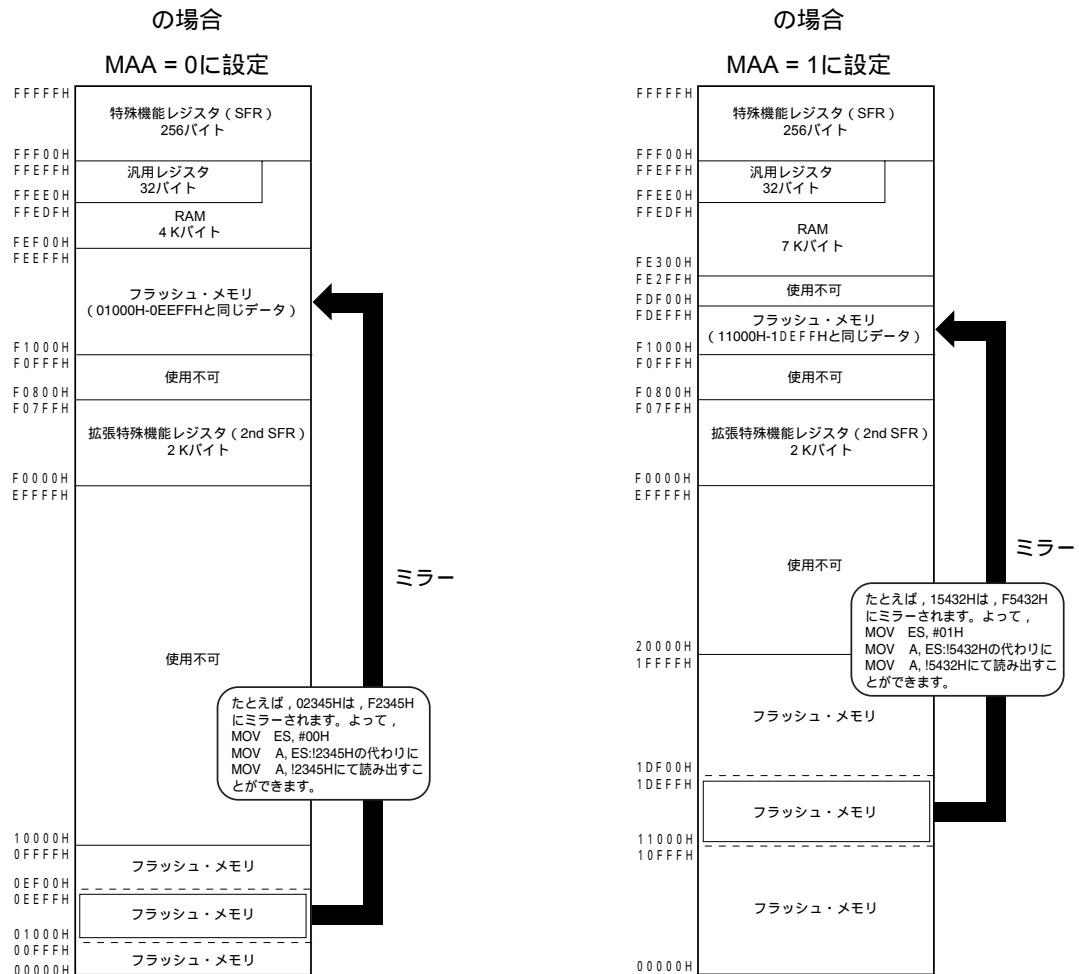 の場合
MAA = 0に設定
FFFFFH
特殊機能レジスタ（SFR）
256バイト
FFF00H
FFEFFH
汎用レジスタ
32バイト
FFEE0H
FFEDFH
RAM
4 Kバイト
FEF00H
FEEFFH
フラッシュ・メモリ
（01000H-0EEFFHと同じデータ）
F1000H
F0FFFH
使用不可
F0800H
F07FFH
拡張特殊機能レジスタ（2nd SFR）
2 Kバイト
F0000H
EFFFFH
ミラー
使用不可
たとえば，02345Hは，F2345H
にミラーされます。よって，
MOV ES, #00H
MOV A, ES:!2345Hの代わりに
MOV A, !2345Hにて読み出すこ
とができます。
10000H
0FFFFH
フラッシュ・メモリ
0EF00H
0EEFFH
フラッシュ・メモリ
01000H
00FFFH
フラッシュ・メモリ
00000H
の場合
MAA = 1に設定
FFFFFH
特殊機能レジスタ（SFR）
256バイト
FFF00H
FFEFFH
汎用レジスタ
32バイト
FFEE0H
FFEDFH
RAM
7 Kバイト
FE300H
FE2FFH
使用不可
FDF00H
FDEFFH
フラッシュ・メモリ
（11000H-1DEFFHと同じデータ）
F1000H
F0FFFH
使用不可
F0800H
F07FFH
拡張特殊機能レジスタ（2nd SFR）
2 Kバイト
F0000H
EFFFFH
ミラー
使用不可
たとえば，15432Hは，F5432H
にミラーされます。よって，
MOV ES, #01H
MOV A, ES:!5432Hの代わりに
MOV A, !5432Hにて読み出すこ
とができます。
20000H
1FFFFH
フラッシュ・メモリ
1DF00H
1DEFFH
フラッシュ・メモリ
11000H
10FFFH
フラッシュ・メモリ
00000H